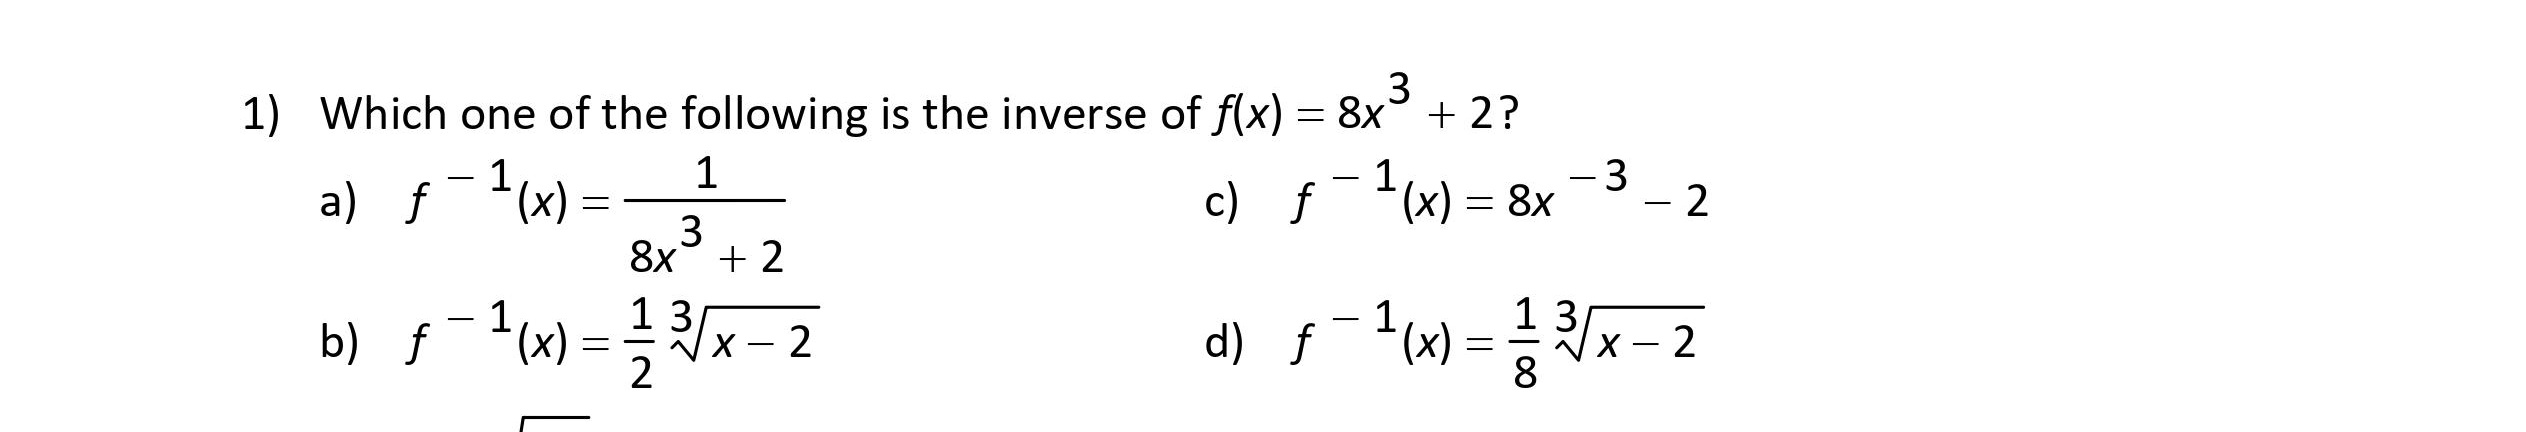 1) Which one of the following is the inverse of f(x) = 8x³ + 2?
a) f⁻¹(x) = 1/(8x³ + 2)
c) f⁻¹(x) = 8x⁻³ − 2
b) f⁻¹(x) = 1/2 ∛(x − 2)
d) f⁻¹(x) = 1/8 ∛(x − 2)